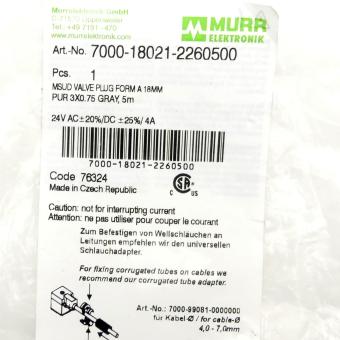 Murrelektronik GmbH
D-71570 Oppenweiler
Tel.: +49 7191 - 470
www.murrelektronik.com
MURR
ELEKTRONIK
Art.-No. 7000-18021-2260500
Pcs. 1
MSUD VALVE PLUG FORM A 18MM
PUR 3X0.75 GRAY, 5m
24V AC±20%/DC ±25%/ 4A
7000-18021-2260500
Code 76324
Made in Czech Republic
C US
Caution: not for interrupting current
Attention: ne pas utiliser pour couper le courant
Zum Befestigen von Wellschläuchen an
Leitungen empfehlen wir den universellen
Schlauchadapter.
For fixing corrugated tubes on cables we
recommend our corrugated tube adapter.
Art.-No.: 7000-99081-0000000
für Kabel-Ø / for cable-Ø
4,0 - 7,0mm